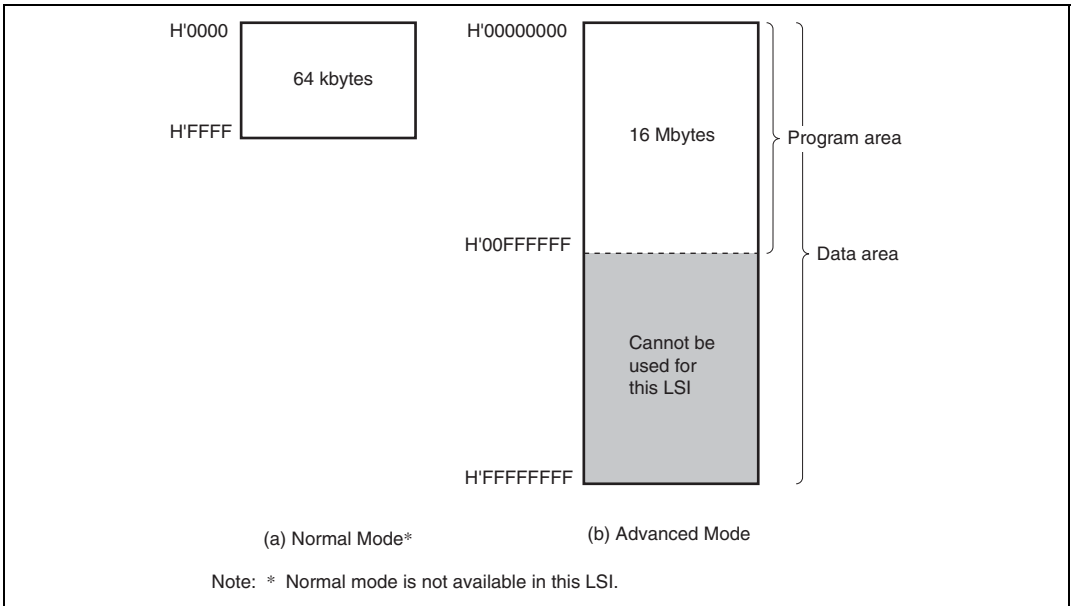 H'0000
64 kbytes
H'FFFF
H'00000000
16 Mbytes
Program area
H'00FFFFFF
Data area
Cannot be
used for
this LSI
H'FFFFFFFF
(a) Normal Mode*
(b) Advanced Mode
Note: * Normal mode is not available in this LSI.